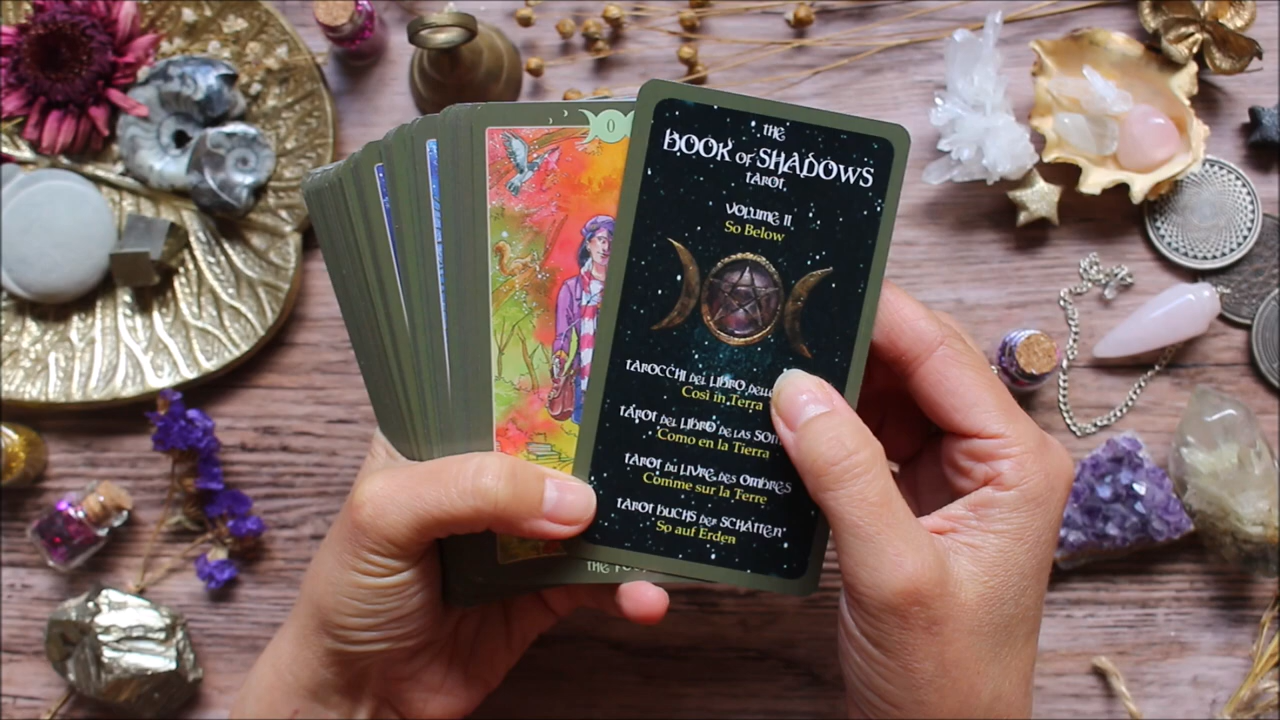 0
THE
BOOK OF SHADOWS
TAROT
VOLUME II
So Below
TAROCCHI DEL LIBRO
Così in Terra
TAROT DEL LIBRO DE LAS
Como en la Tierra
TAROT DU LIVRE DES OMBRES
Comme sur la Terre
TAROT BUCHS DER SCHATTEN
So auf Erden
THE